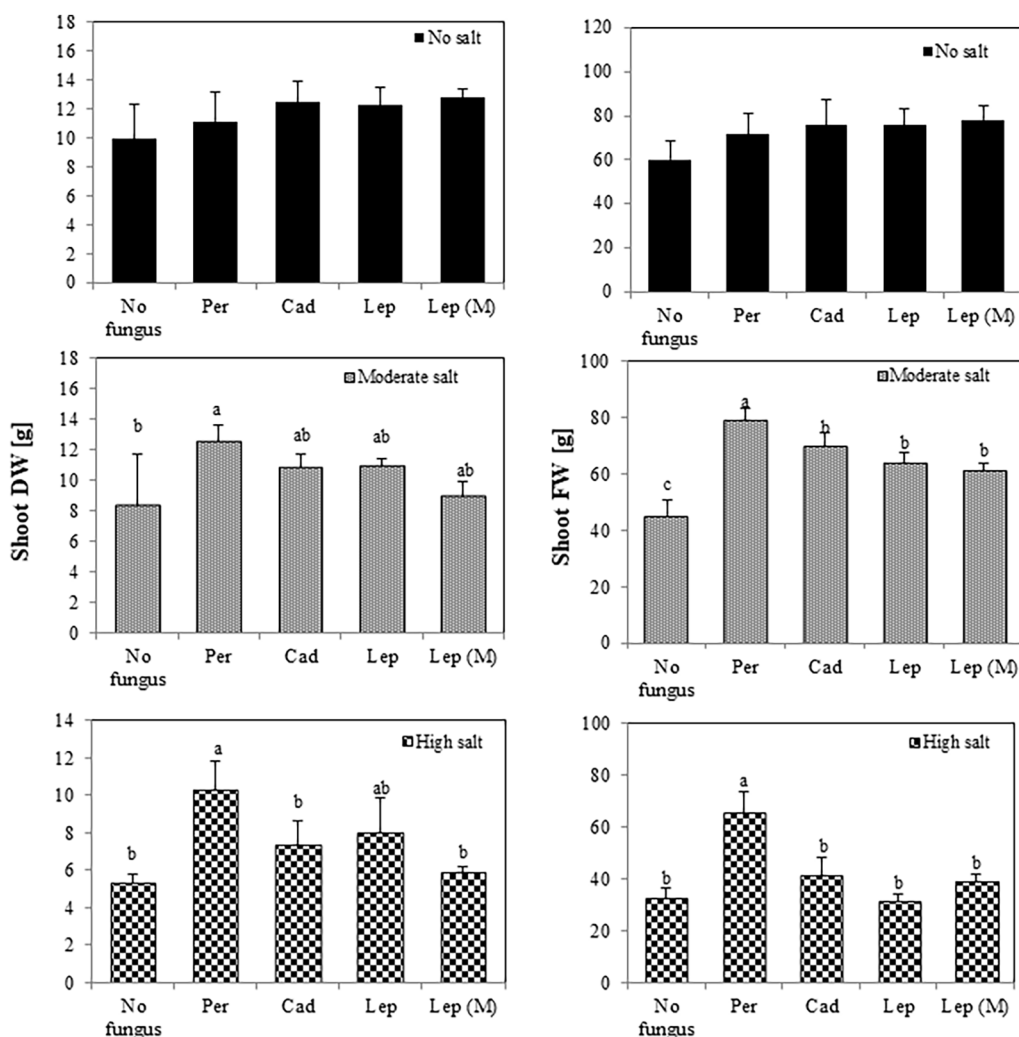 18
16
14
12
10
8
6
4
2
0
No salt
No fungus
Per
Cad
Lep
Lep (M)
120
100
80
60
40
20
0
No salt
No fungus
Per
Cad
Lep
Lep (M)
Shoot DW [g]
18
16
14
12
10
8
6
4
2
0
Moderate salt
b
a
ab
ab
ab
No fungus
Per
Cad
Lep
Lep (M)
Shoot FW [g]
100
80
60
40
20
0
Moderate salt
c
a
b
b
b
No fungus
Per
Cad
Lep
Lep (M)
14
12
10
8
6
4
2
0
High salt
b
a
b
ab
b
No fungus
Per
Cad
Lep
Lep (M)
100
80
60
40
20
0
High salt
b
a
b
b
b
No fungus
Per
Cad
Lep
Lep (M)